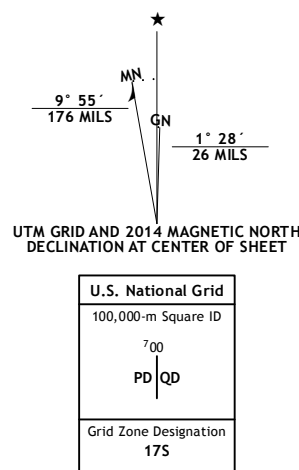 ★
MN
9° 55´
176 MILS
GN
1° 28´
26 MILS
UTM GRID AND 2014 MAGNETIC NORTH
DECLINATION AT CENTER OF SHEET
U.S. National Grid
100,000-m Square ID
⁷00
PD QD
Grid Zone Designation
17S